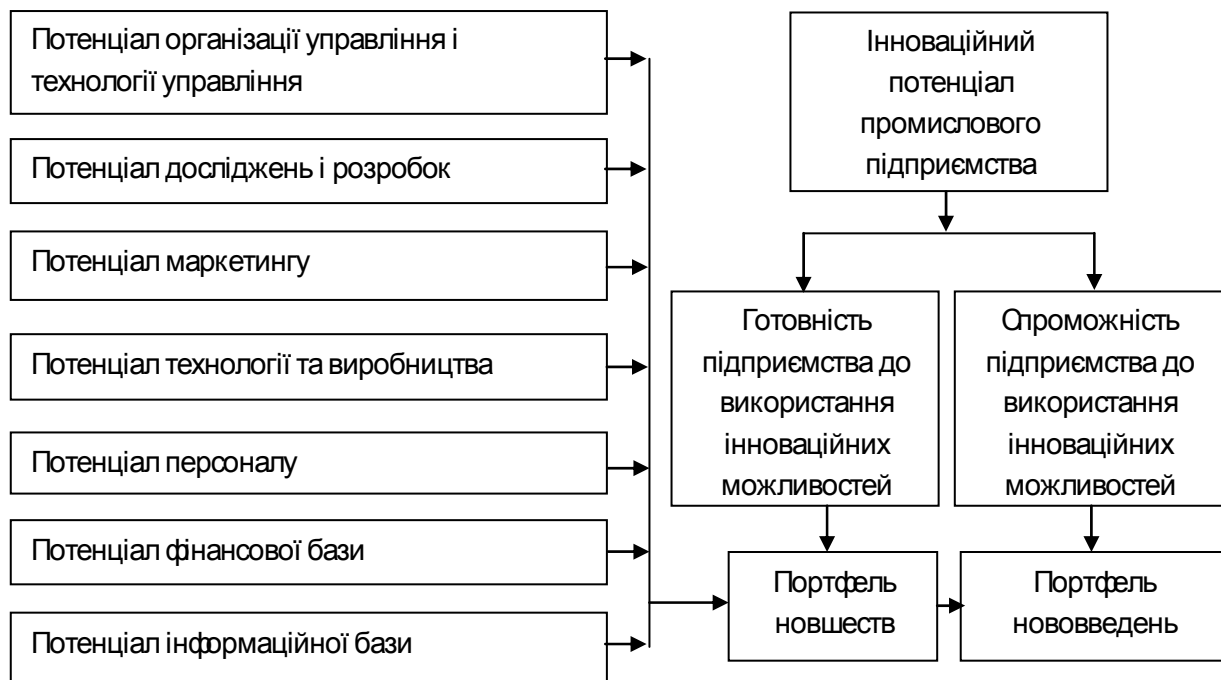 Потенціал організації управління і
технології управління
Потенціал досліджень і розробок
Потенціал маркетингу
Потенціал технології та виробництва
Потенціал персоналу
Потенціал фінансової бази
Потенціал інформаційної бази
Інноваційний
потенціал
промислового
підприємства
Готовність
підприємства до
використання
інноваційних
можливостей
Спроможність
підприємства до
використання
інноваційних
можливостей
Портфель
новшеств
Портфель
нововведень